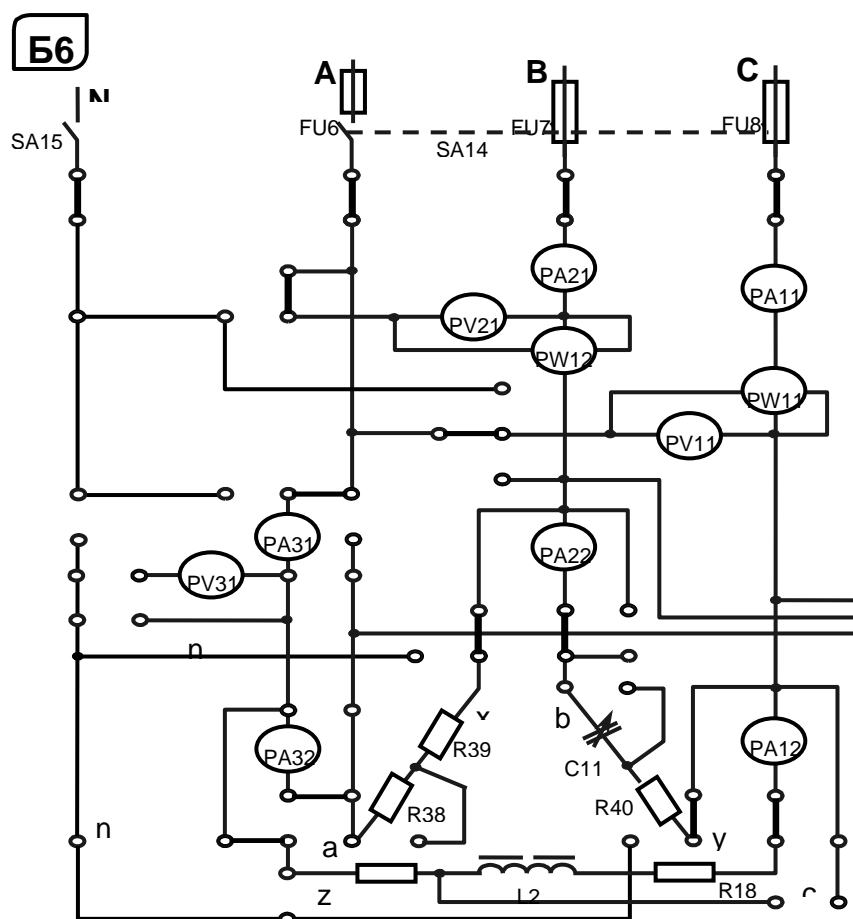 Б6
N
A
B
C
SA15
FU6
SA14
FU7
FU8
PA21
PA11
PV21
PW12
PW11
PV11
PA31
PA22
PV31
n
x
b
PA32
R39
C11
PA12
R38
R40
n
a
y
z
L2
R18
c